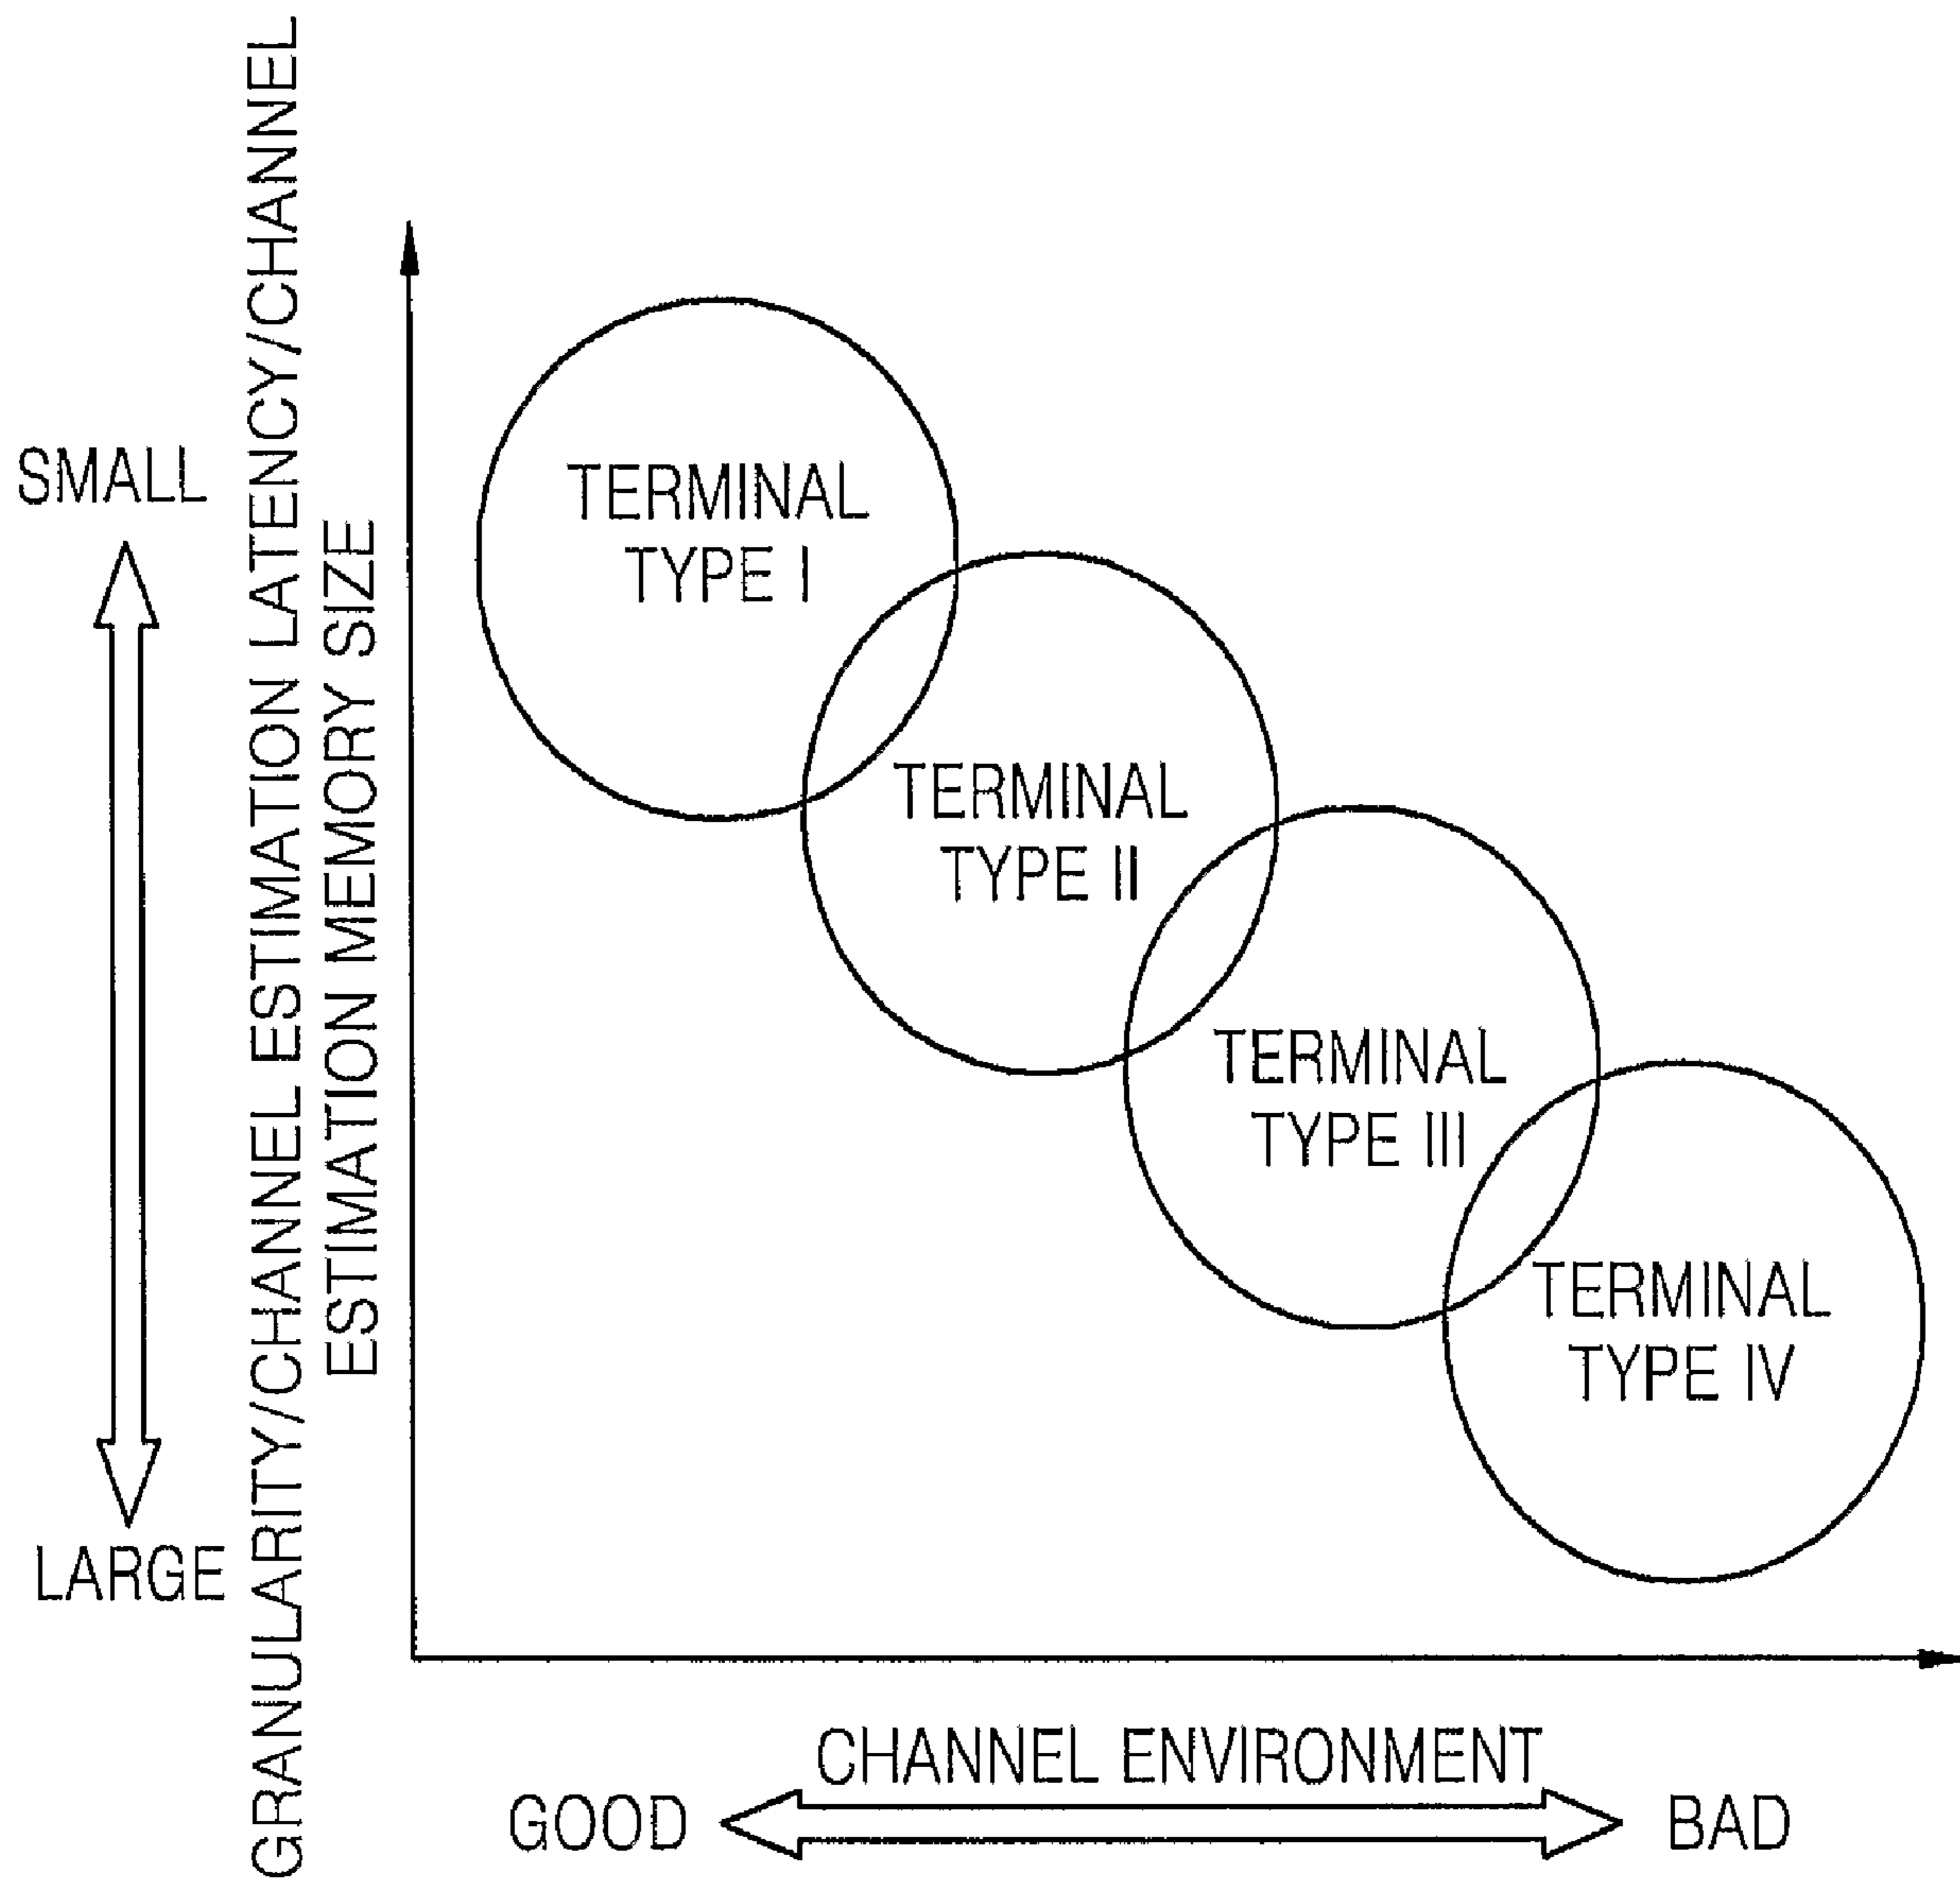 GRANULARITY/CHANNEL ESTIMATION LATENCY/CHANNEL
ESTIMATION MEMORY SIZE
SMALL
LARGE
TERMINAL
TYPE I
TERMINAL
TYPE II
TERMINAL
TYPE III
TERMINAL
TYPE IV
CHANNEL ENVIRONMENT
GOOD
BAD